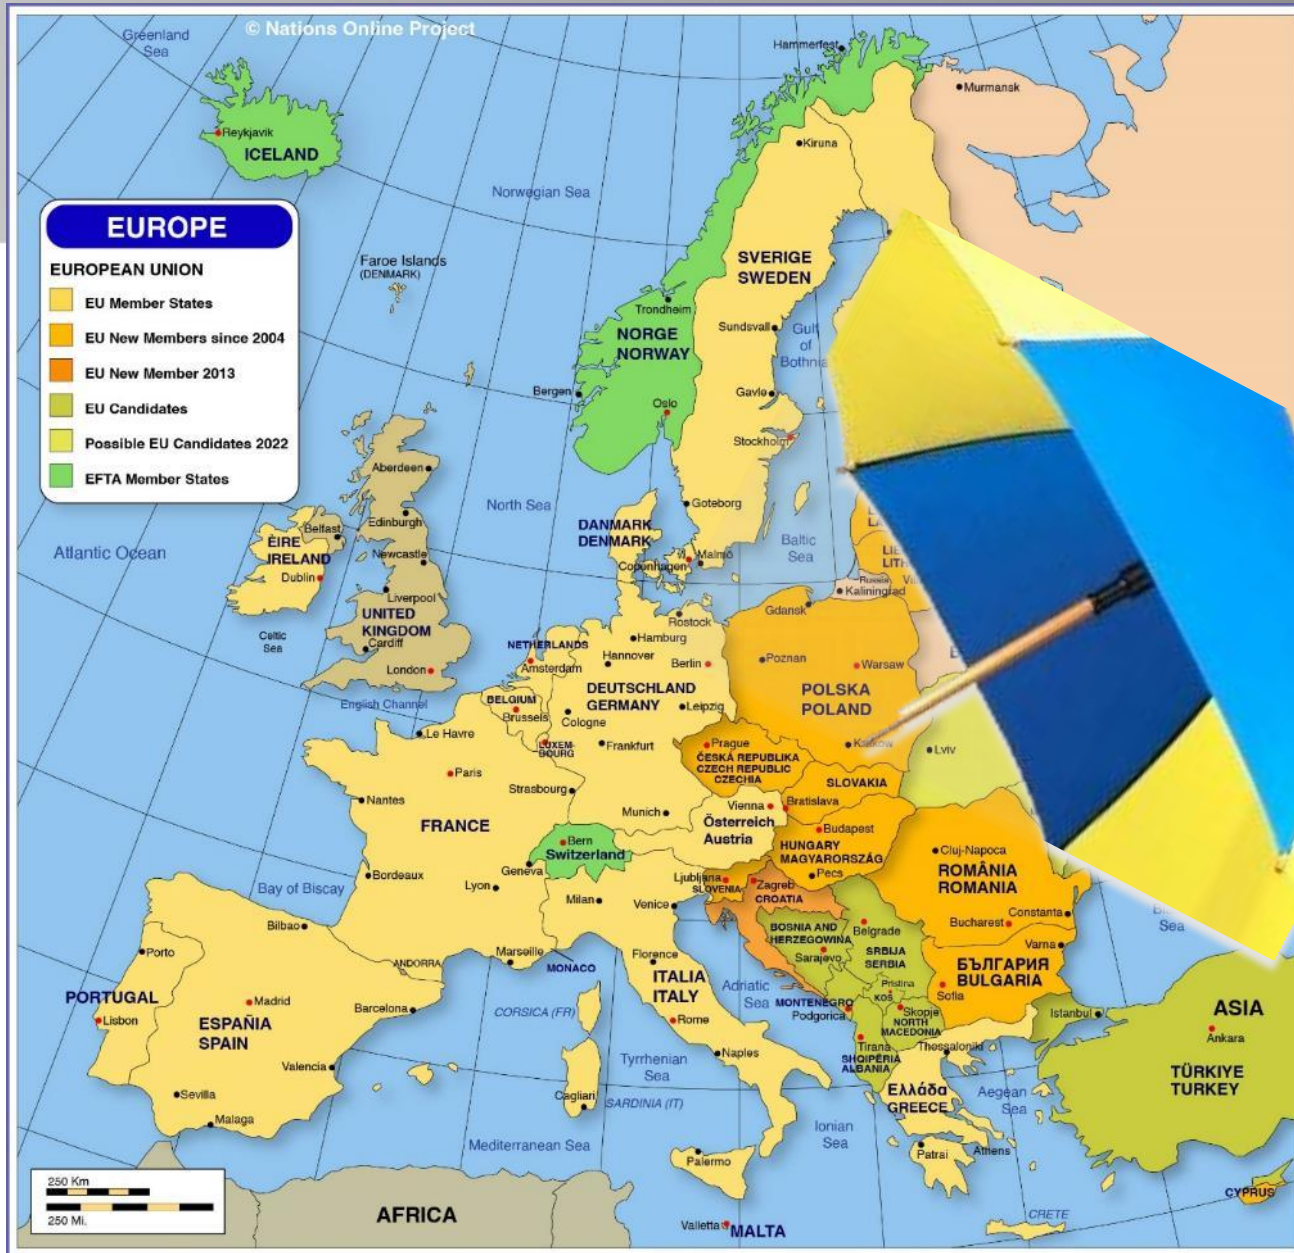 © Nations Online Project
Greenland
Sea
Hammerfest
Murmansk
Reykjavik
ICELAND
Kiruna
Norwegian Sea
EUROPE
EUROPEAN UNION
EU Member States
EU New Members since 2004
EU New Member 2013
EU Candidates
Possible EU Candidates 2022
EFTA Member States
Faroe Islands
(DENMARK)
SVERIGE
SWEDEN
Trondheim
NORGE
NORWAY
Sundsvall
Gulf
of
Bothnia
Bergen
Gavle
Oslo
Stockholm
Aberdeen
North Sea
Goteborg
Edinburgh
Belfast
DANMARK
DENMARK
Baltic
Sea
Atlantic Ocean
ÈIRE
IRELAND
Newcastle
Malmö
Copenhagen
LITH
Dublin
Liverpool
Russia
Kaliningrad
Gdansk
Rostock
UNITED
KINGDOM
Celtic
Sea
Cardiff
Hamburg
NETHERLANDS
Amsterdam
Hannover
Berlin
Poznan
Warsaw
London
English Channel
DEUTSCHLAND
GERMANY
POLSKA
POLAND
BELGIUM
Brussels
Cologne
Leipzig
Le Havre
LUXEM-
BOURG
Frankfurt
Prague
Krakow
Lviv
ČESKÁ REPUBLIKA
CZECH REPUBLIC
CZECHIA
Paris
SLOVAKIA
Strasbourg
Nantes
Munich
Vienna
Bratislava
Österreich
Austria
FRANCE
Bern
Switzerland
Budapest
HUNGARY
MAGYARORSZÁG
Cluj-Napoca
ROMÂNIA
ROMANIA
Geneva
Bay of Biscay
Bordeaux
Lyon
Ljubljana
SLOVENIA
Zagreb
CROATIA
Pecs
Milan
Venice
Constanta
Bucharest
Bilbao
BOSNIA AND
HERZEGOWINA
Belgrade
Sarajevo
SRBIJA
SERBIA
Varna
Sea
Porto
Marseille
Florence
ANDORRA
MONACO
БЪЛГАРИЯ
BULGARIA
Sofia
PORTUGAL
Lisbon
Madrid
Barcelona
CORSICA (FR)
ITALIA
ITALY
Adriatic
Sea
Pristina
KOS
MONTENEGRO
Podgorica
Skopje
NORTH
MACEDONIA
Istanbul
ASIA
ESPAÑIA
SPAIN
Rome
Ankara
Tirana
SHQIPËRIA
ALBANIA
Thessaloniki
Valencia
Tyrrhenian
Sea
Naples
TÜRKIYE
TURKEY
Sevilla
Cagliari
SARDINIA (IT)
Ελλάδα
GREECE
Aegean
Sea
Malaga
Mediterranean Sea
Ionian
Sea
Palermo
Patrai
Athens
250 Km
250 Mi.
AFRICA
Valletta
MALTA
CRETE
CYPRUS